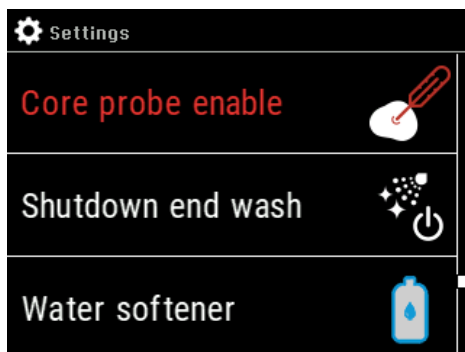 Settings
Core probe enable
Shutdown end wash
Water softener